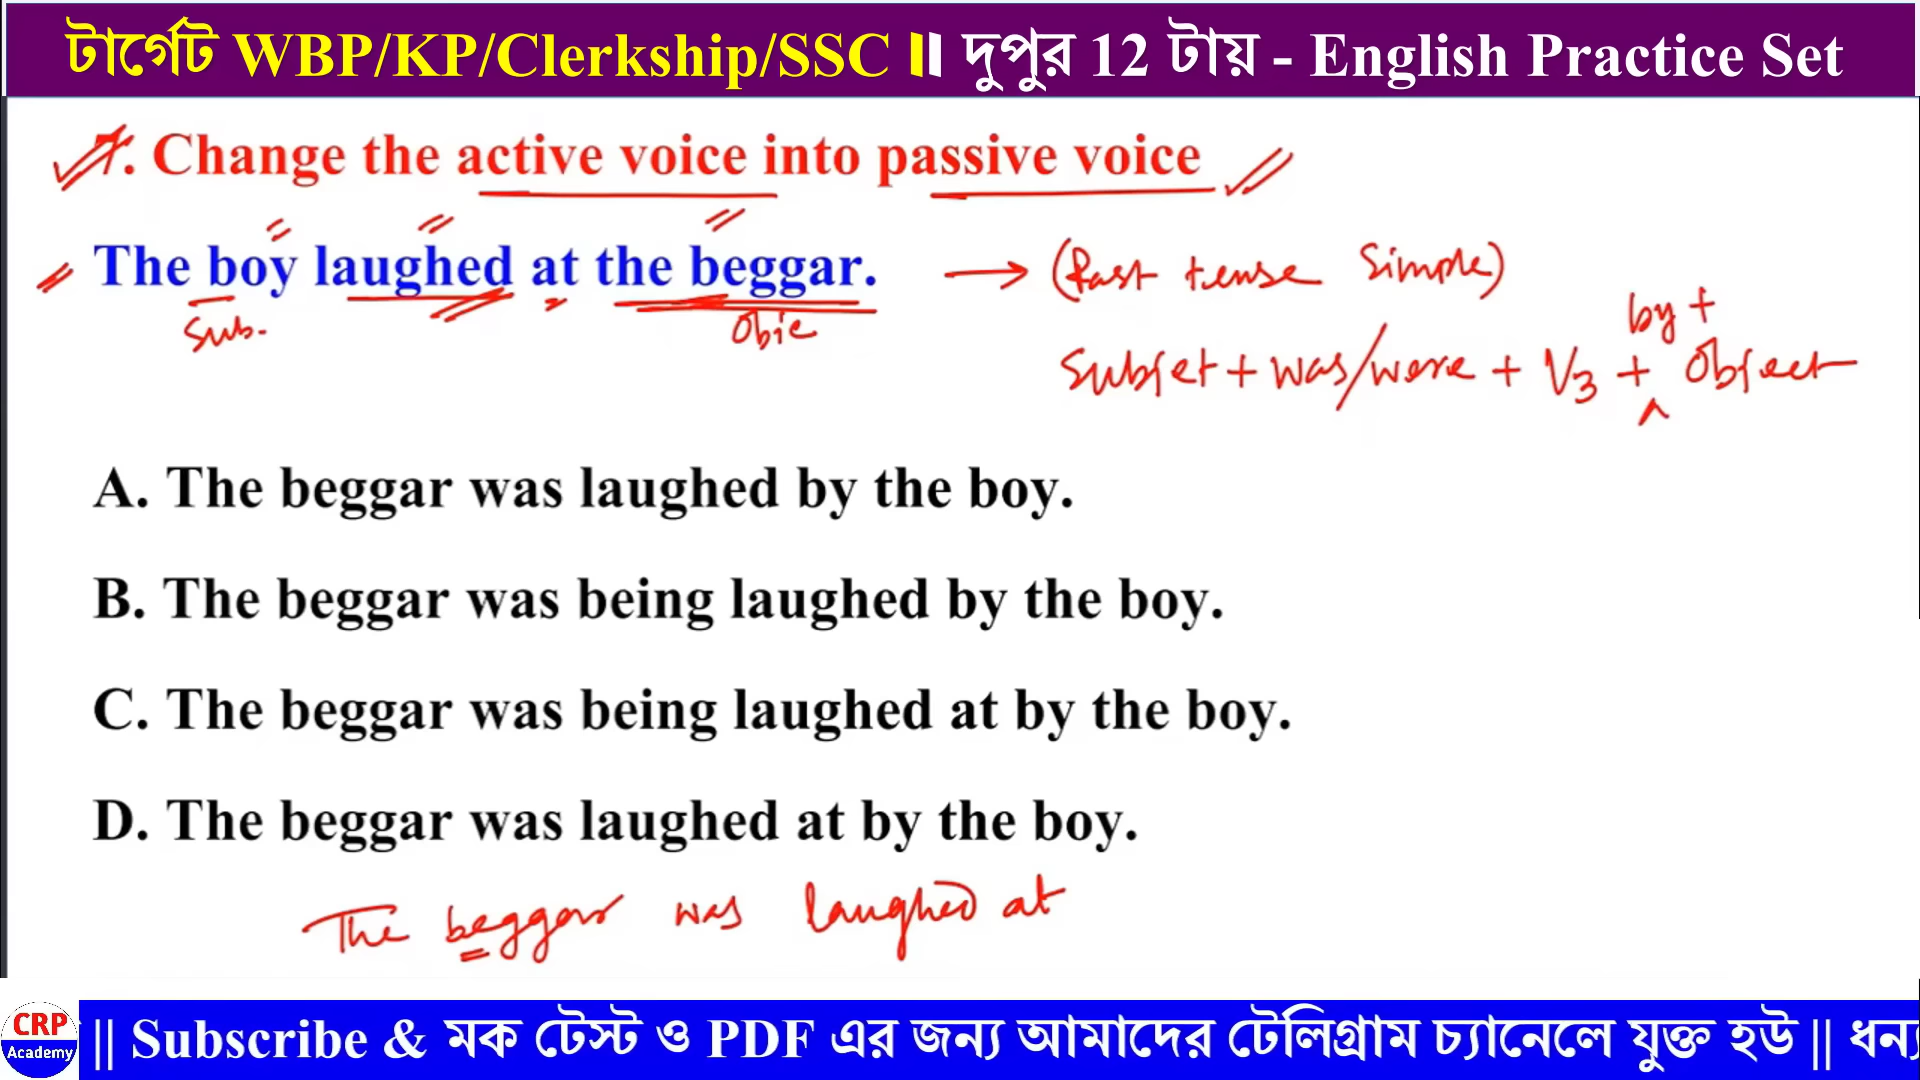 টার্গেট WBP/KP/Clerkship/SSC || দুপুর 12 টায় - English Practice Set
7. Change the active voice into passive voice
The boy laughed at the beggar. → (Past tense Simple)
Sub. Obje
by +
Subject + was/were + V3 + Object
A. The beggar was laughed by the boy.
B. The beggar was being laughed by the boy.
C. The beggar was being laughed at by the boy.
D. The beggar was laughed at by the boy.
The beggar was laughed at
CRP
Academy
|| Subscribe & মক টেস্ট ও PDF এর জন্য আমাদের টেলিগ্রাম চ্যানেলে যুক্ত হউ || ধন্য